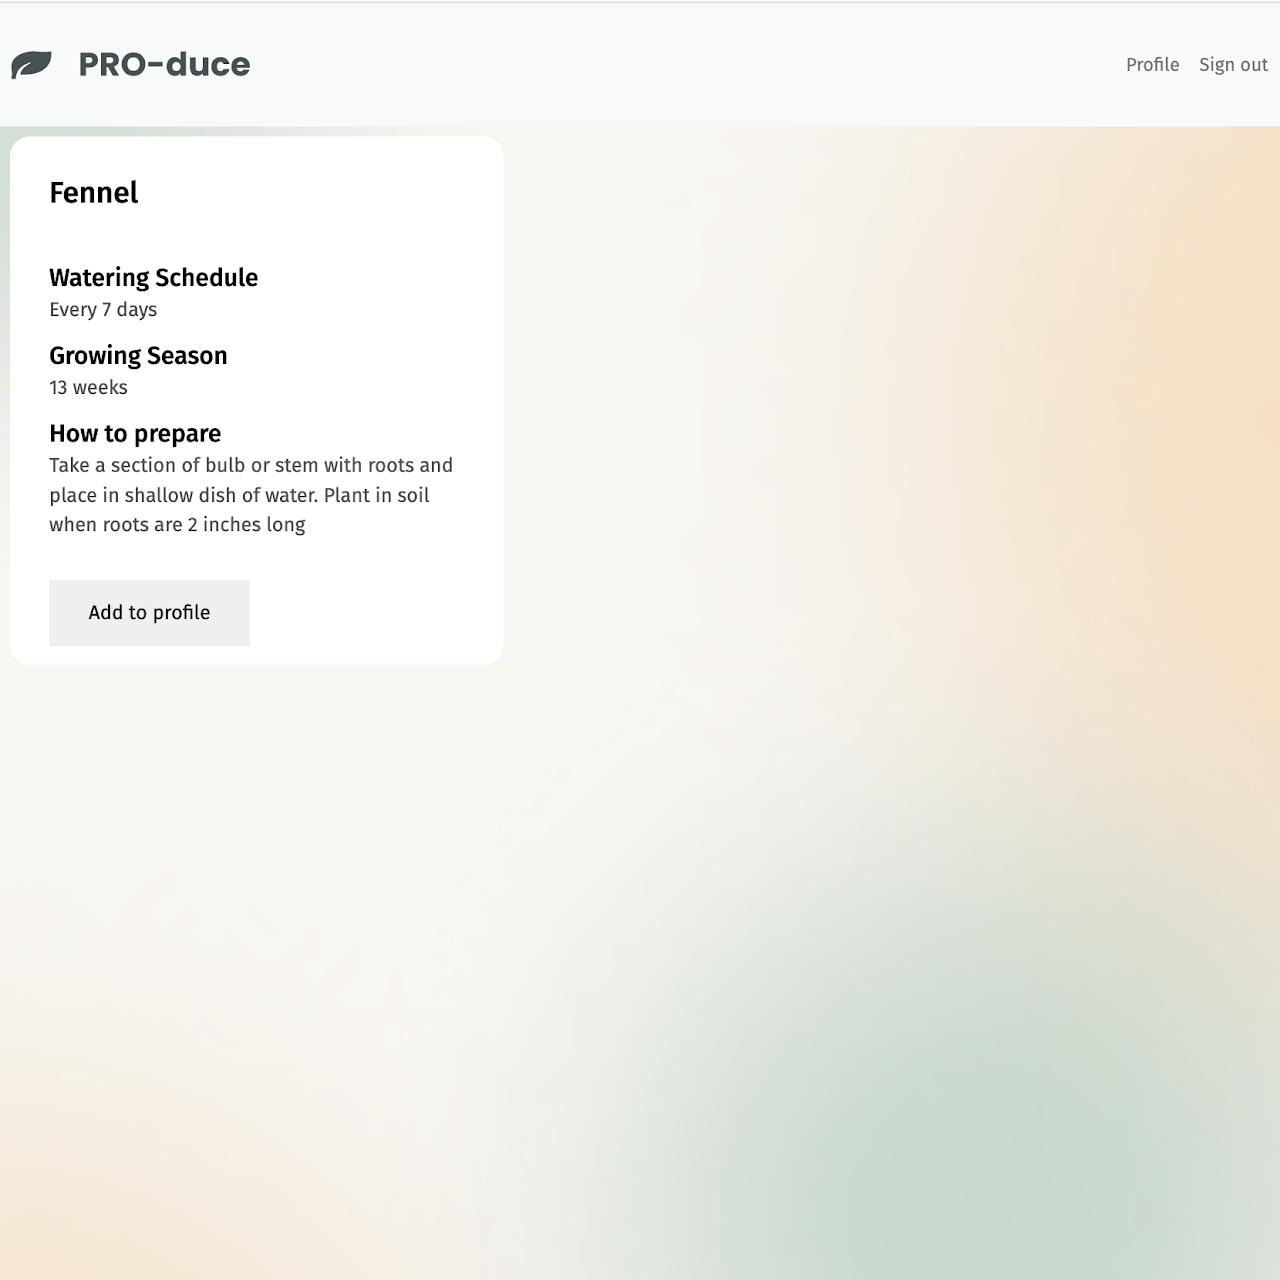 PRO-duce
Profile
Sign out
Fennel
Watering Schedule
Every 7 days
Growing Season
13 weeks
How to prepare
Take a section of bulb or stem with roots and
place in shallow dish of water. Plant in soil
when roots are 2 inches long
Add to profile